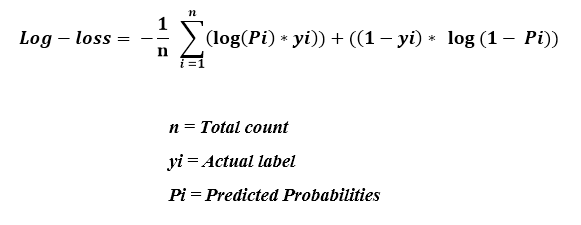 Log – loss = − 1/n n∑i=1 (log(Pi) * yi)) + ((1 − yi) * log (1 − Pi))
n = Total count
yi = Actual label
Pi = Predicted Probabilities